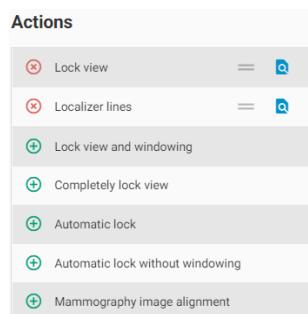 Actions
Lock view
Localizer lines
Lock view and windowing
Completely lock view
Automatic lock
Automatic lock without windowing
Mammography image alignment